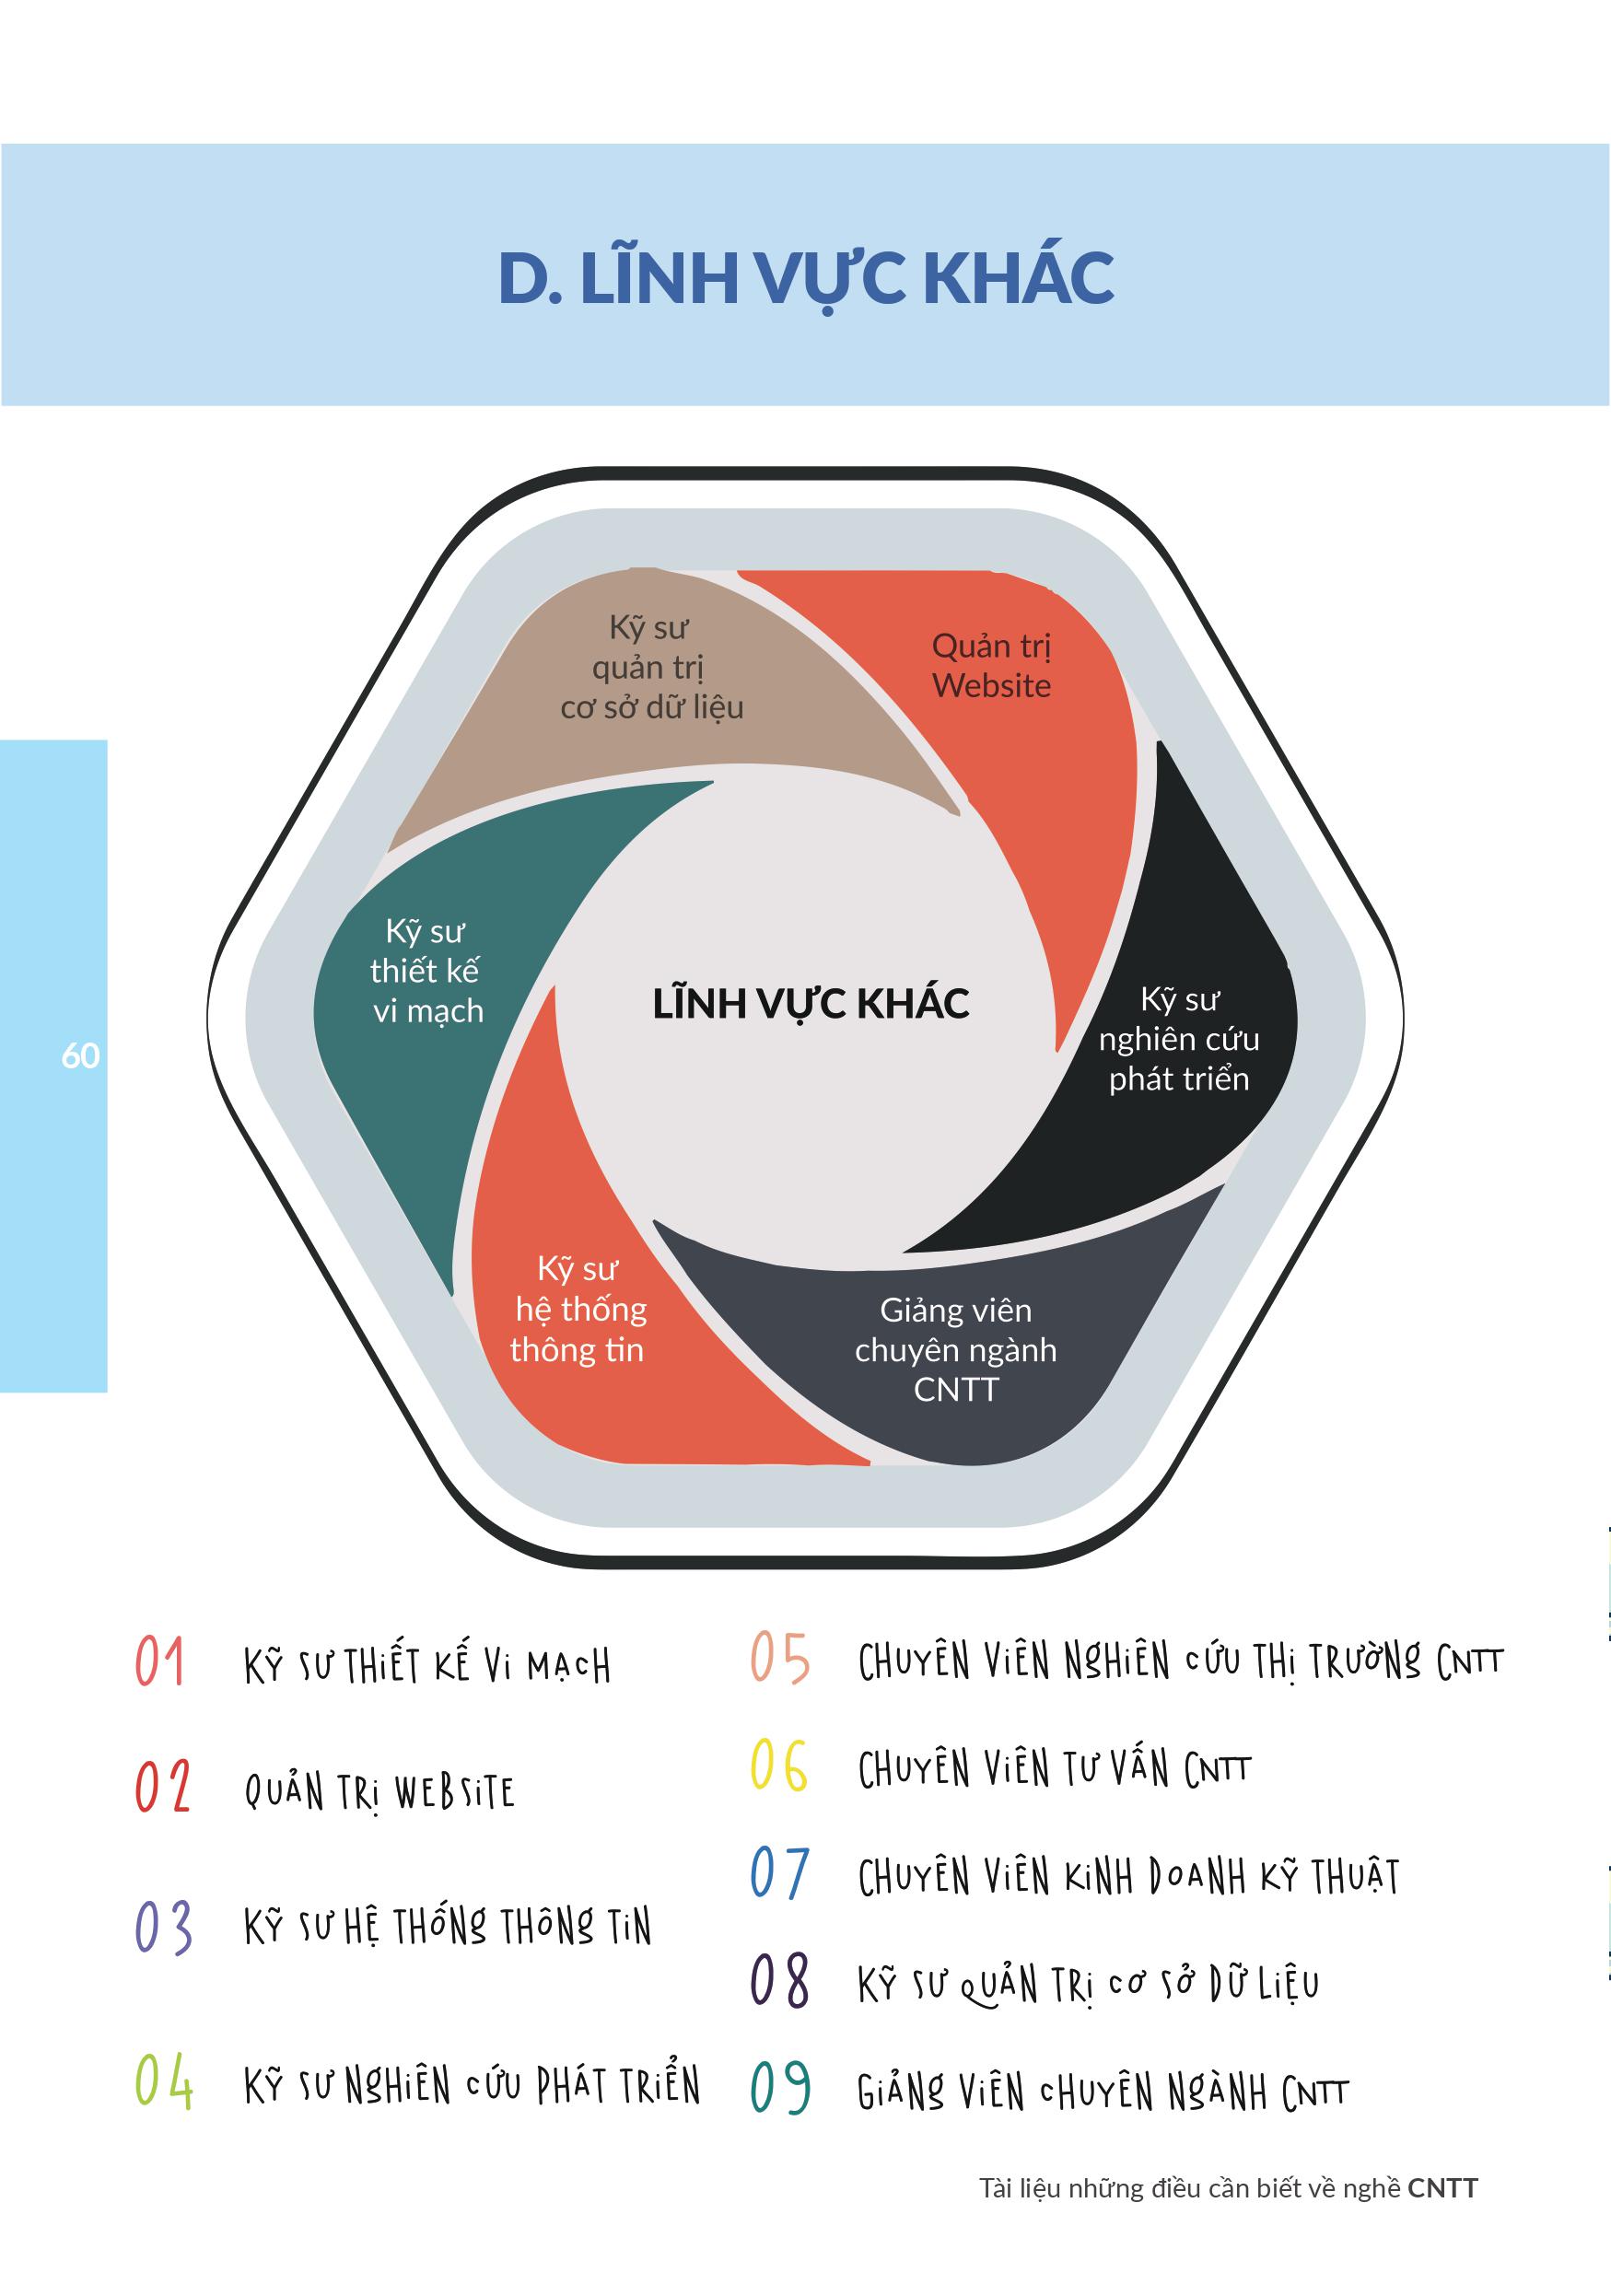 D. LĨNH VỰC KHÁC
Kỹ sư
quản trị
cơ sở dữ liệu
Quản trị
Website
Kỹ sư
thiết kế
vi mạch
LĨNH VỰC KHÁC
Kỹ sư
nghiên cứu
phát triển
60
Kỹ sư
hệ thống
thông tin
Giảng viên
chuyên ngành
CNTT
01 KỸ SƯ THIẾT KẾ VI MẠCH
02 QUẢN TRỊ WEBSITE
03 KỸ SƯ HỆ THỐNG THÔNG TIN
04 KỸ SƯ NGHIÊN CỨU PHÁT TRIỂN
05 CHUYÊN VIÊN NGHIÊN CỨU THỊ TRƯỜNG CNTT
06 CHUYÊN VIÊN TƯ VẤN CNTT
07 CHUYÊN VIÊN KINH DOANH KỸ THUẬT
08 KỸ SƯ QUẢN TRỊ CƠ SỞ DỮ LIỆU
09 GIẢNG VIÊN CHUYÊN NGÀNH CNTT
Tài liệu những điều cần biết về nghề CNTT